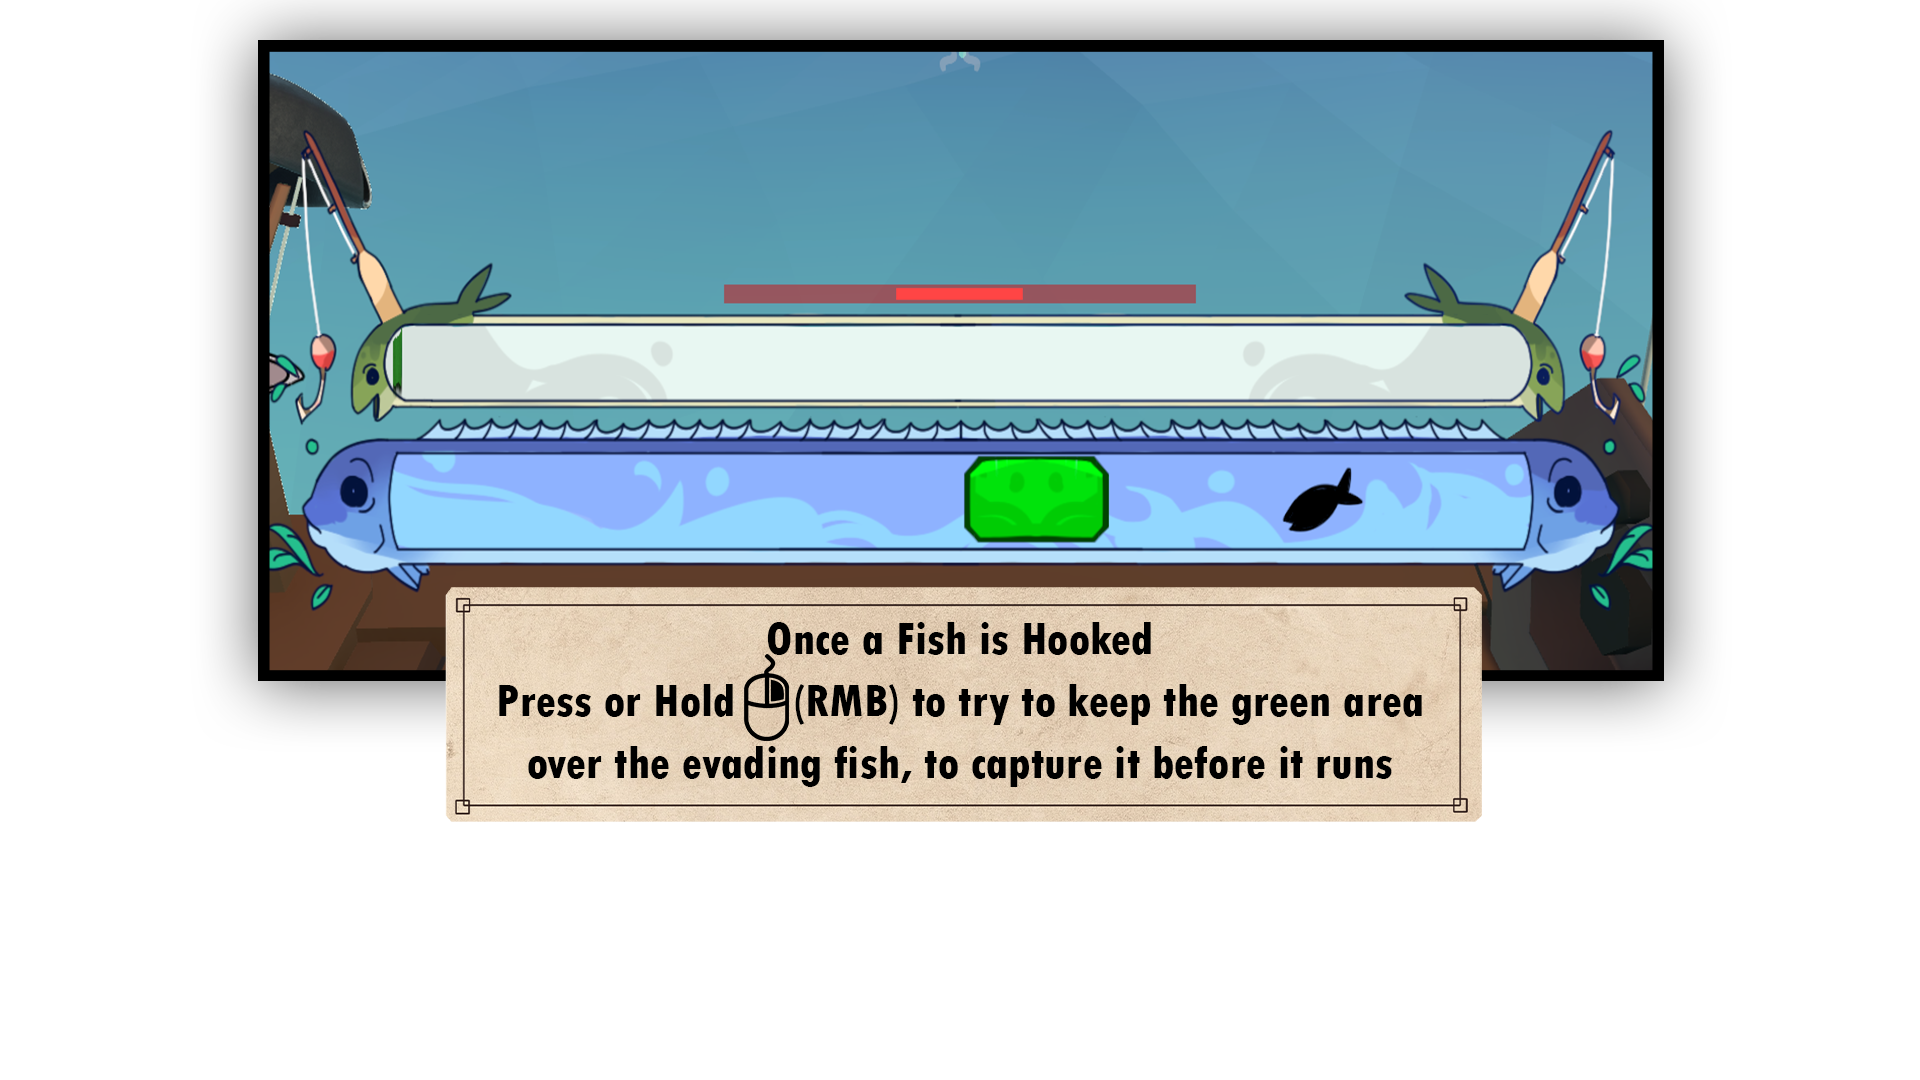 Once a Fish is Hooked
Press or Hold (RMB) to try to keep the green area
over the evading fish, to capture it before it runs